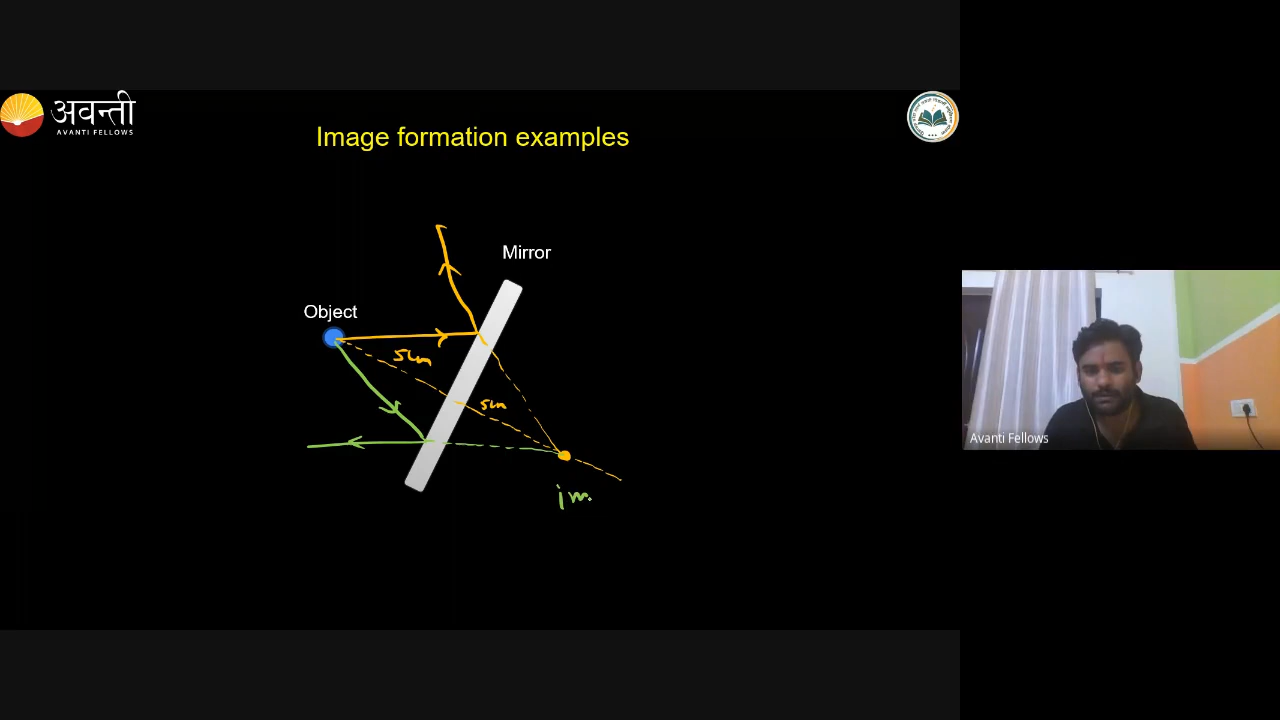 अवन्ती
AVANTI FELLOWS
Image formation examples
Mirror
Object
5cm
5cm
im.
Avanti Fellows